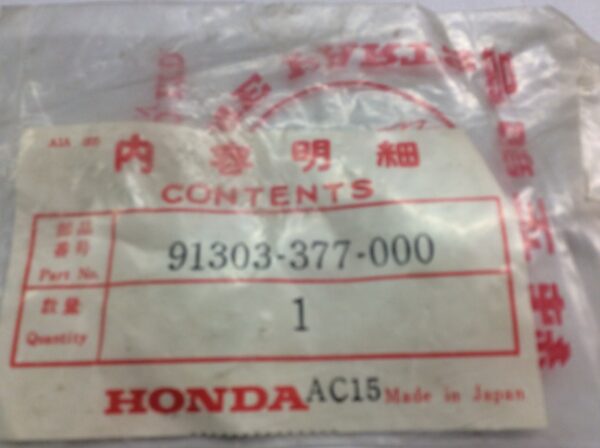 PARTS
内容明細
CONTENTS
部品番号
Part No.
91303-377-000
数量
Quantity
1
HONDA AC15 Made in Japan